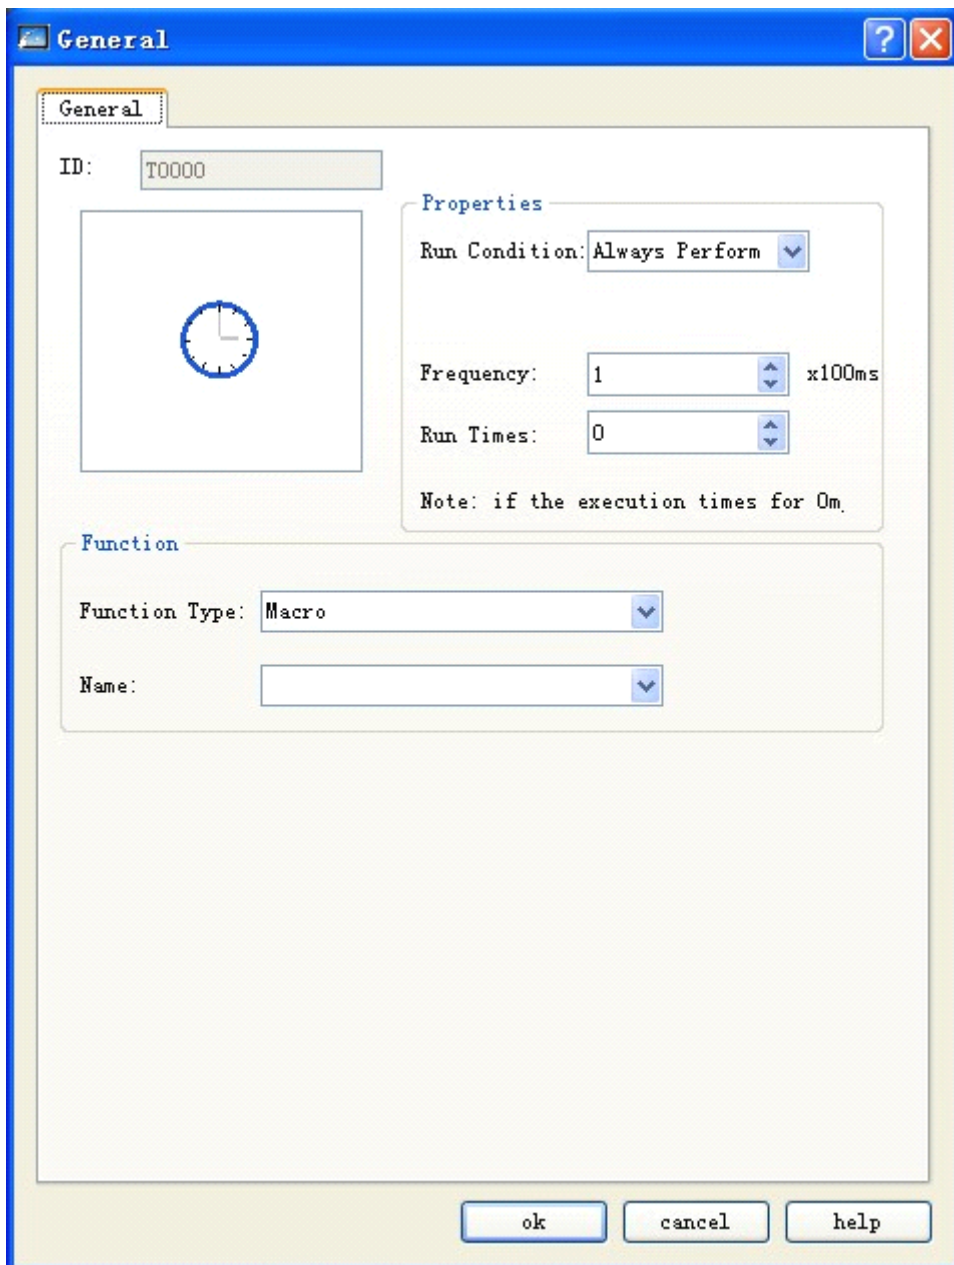 General
General
ID: T0000
Properties
Run Condition: Always Perform
Frequency: 1 x100ms
Run Times: 0
Note: if the execution times for 0m
Function
Function Type: Macro
Name:
ok cancel help